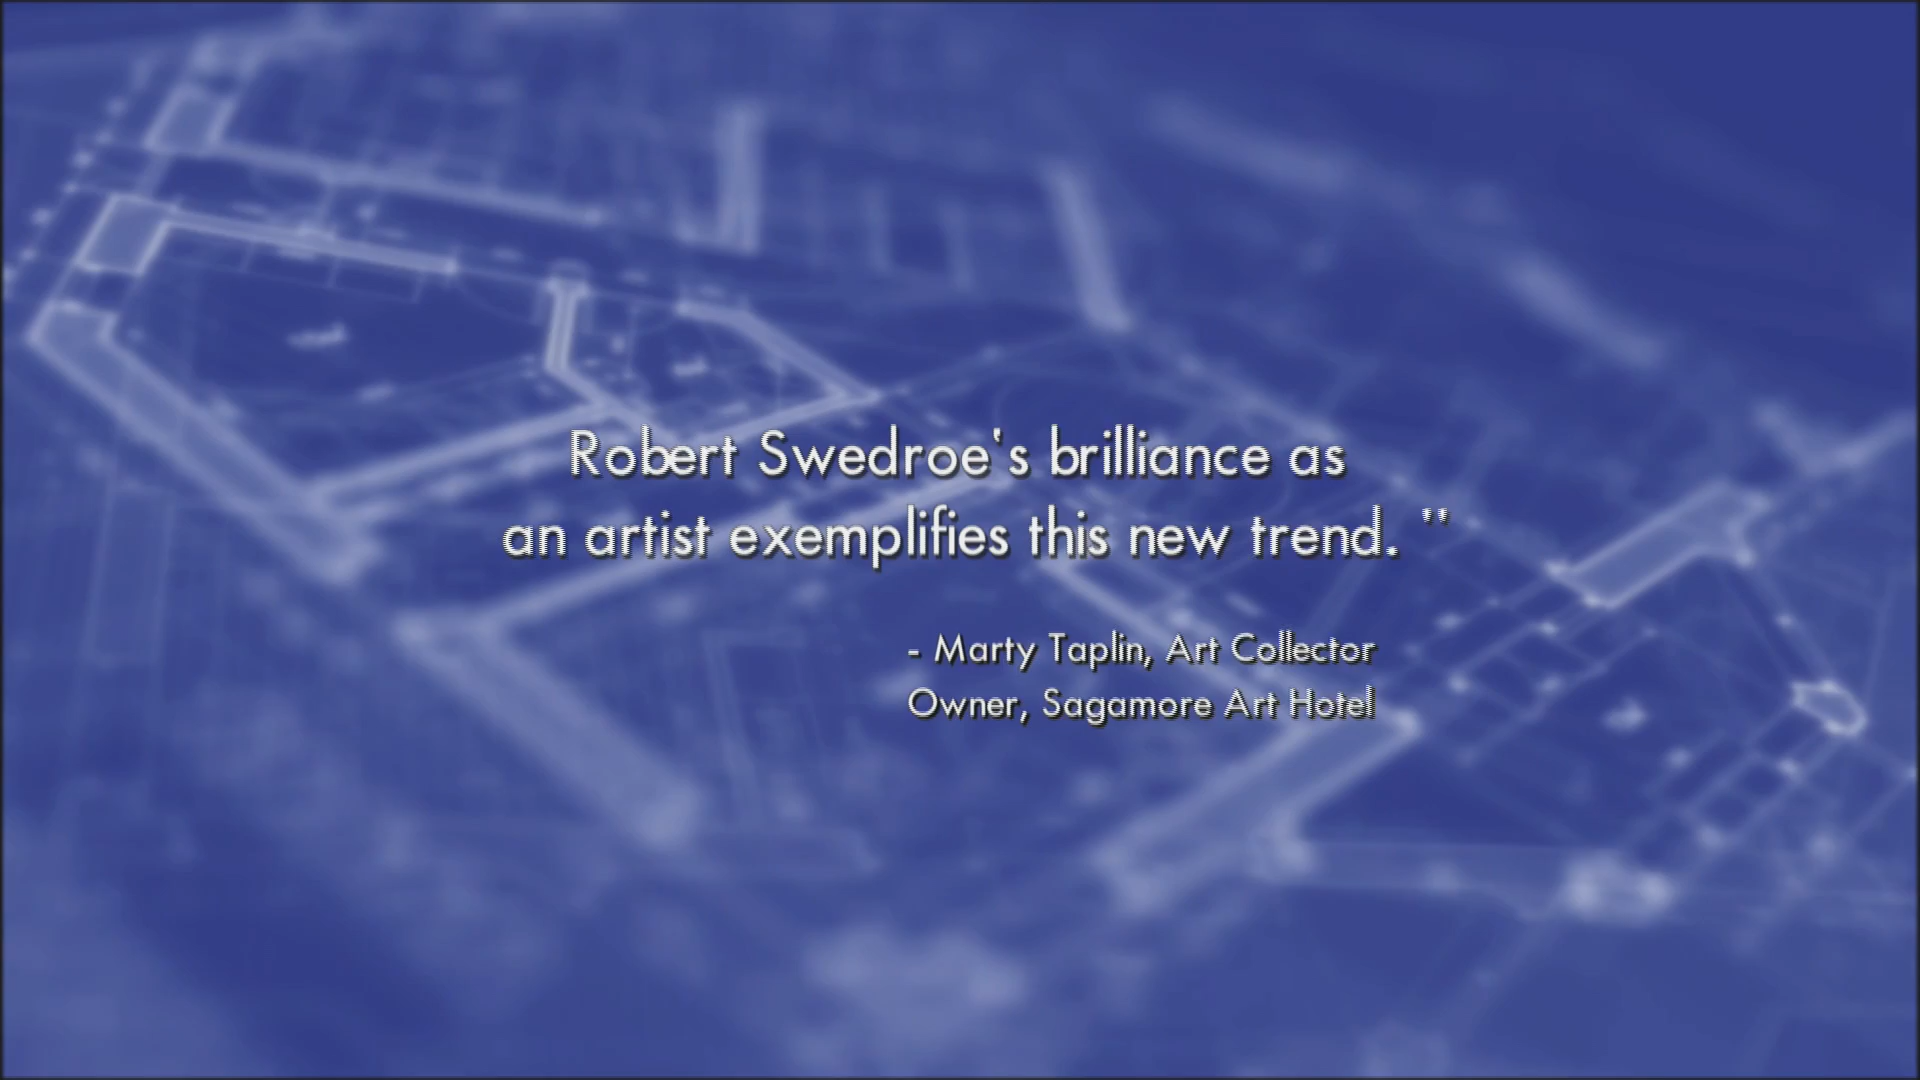 Robert Swedroe's brilliance as
an artist exemplifies this new trend. "
- Marty Taplin, Art Collector
Owner, Sagamore Art Hotel